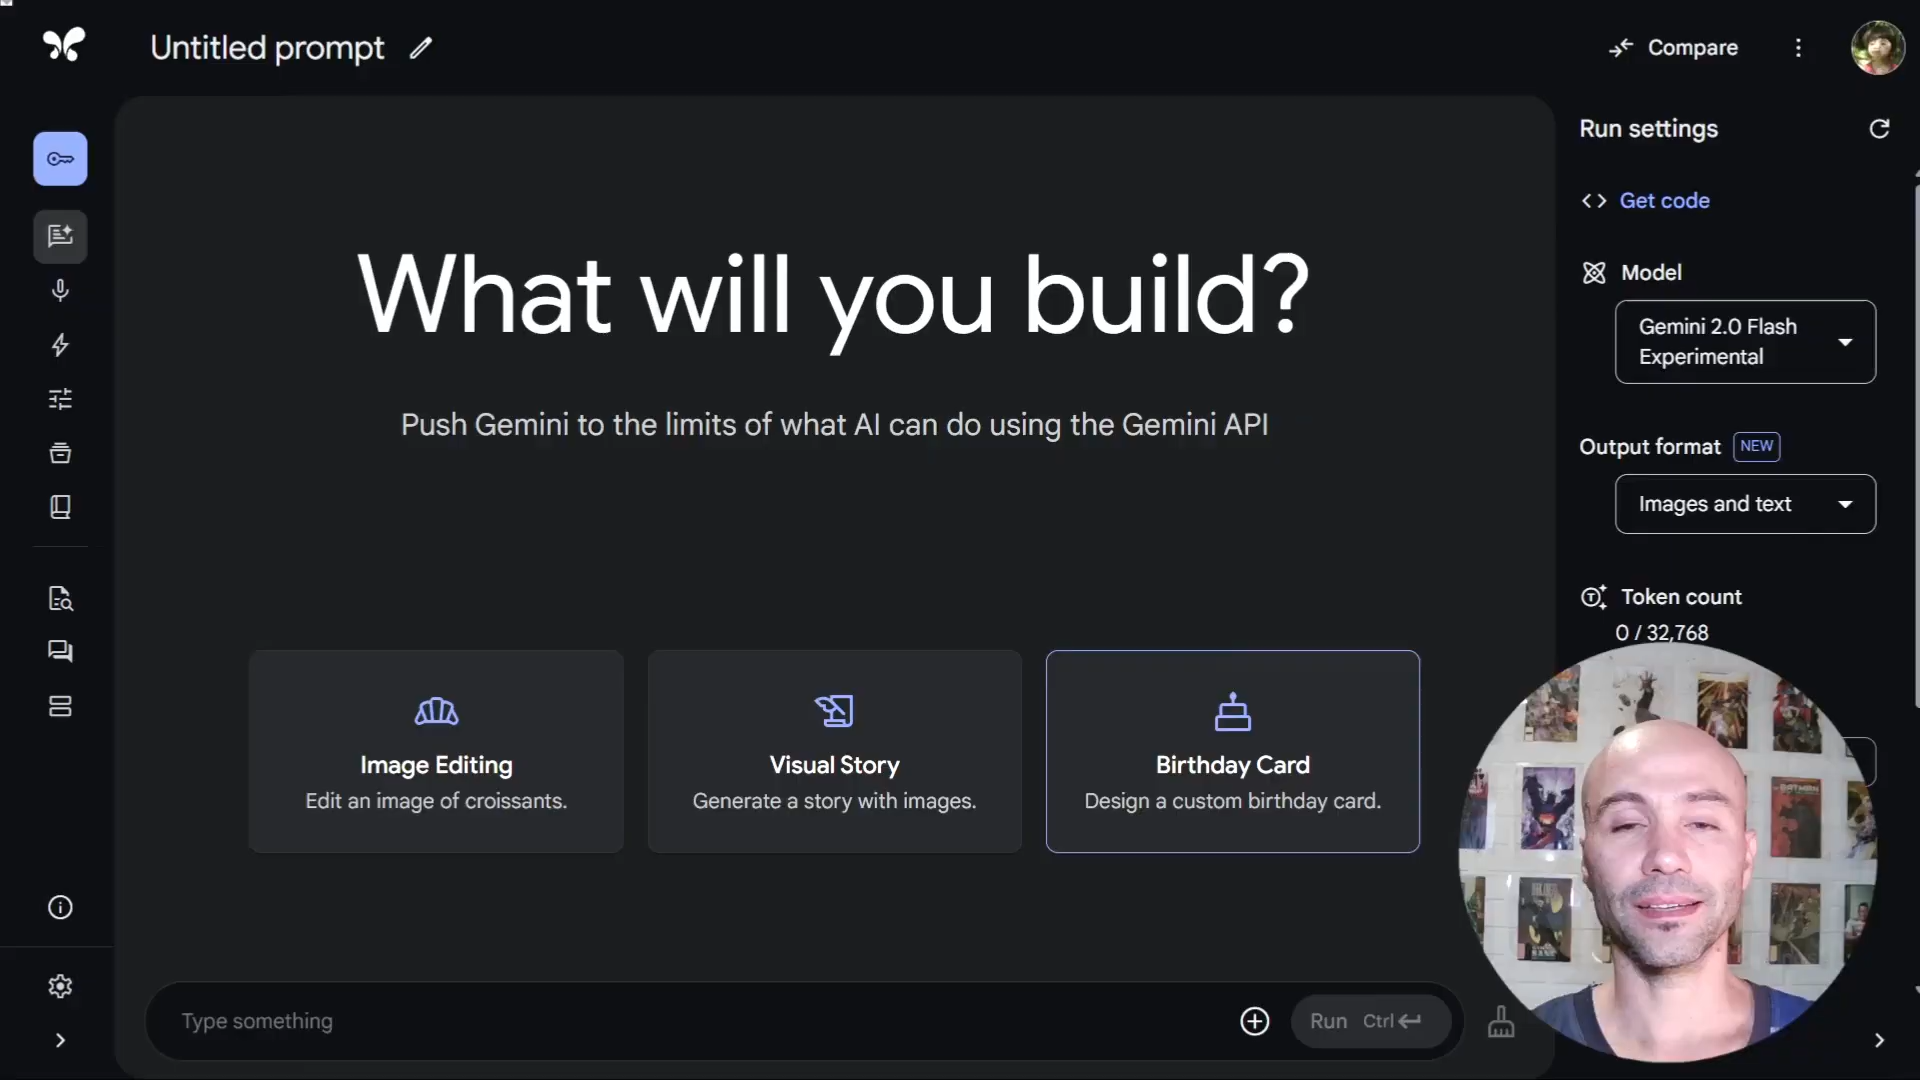 Untitled prompt
Compare
Run settings
Get code
Model
Gemini 2.0 Flash
Experimental
Output format NEW
Images and text
Token count
0 / 32,768
What will you build?
Push Gemini to the limits of what AI can do using the Gemini API
Image Editing
Edit an image of croissants.
Visual Story
Generate a story with images.
Birthday Card
Design a custom birthday card.
Type something
Run Ctrl